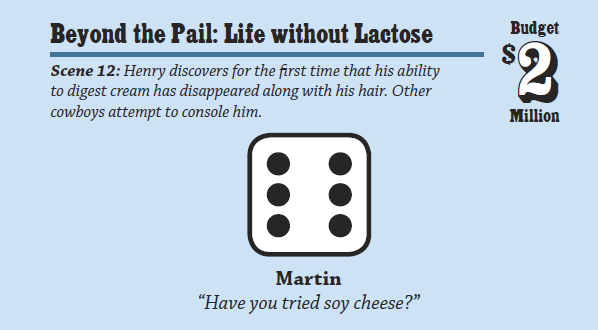 Beyond the Pail: Life without Lactose
Budget
$2
Million
Scene 12: Henry discovers for the first time that his ability
to digest cream has disappeared along with his hair. Other
cowboys attempt to console him.
Martin
“Have you tried soy cheese?”